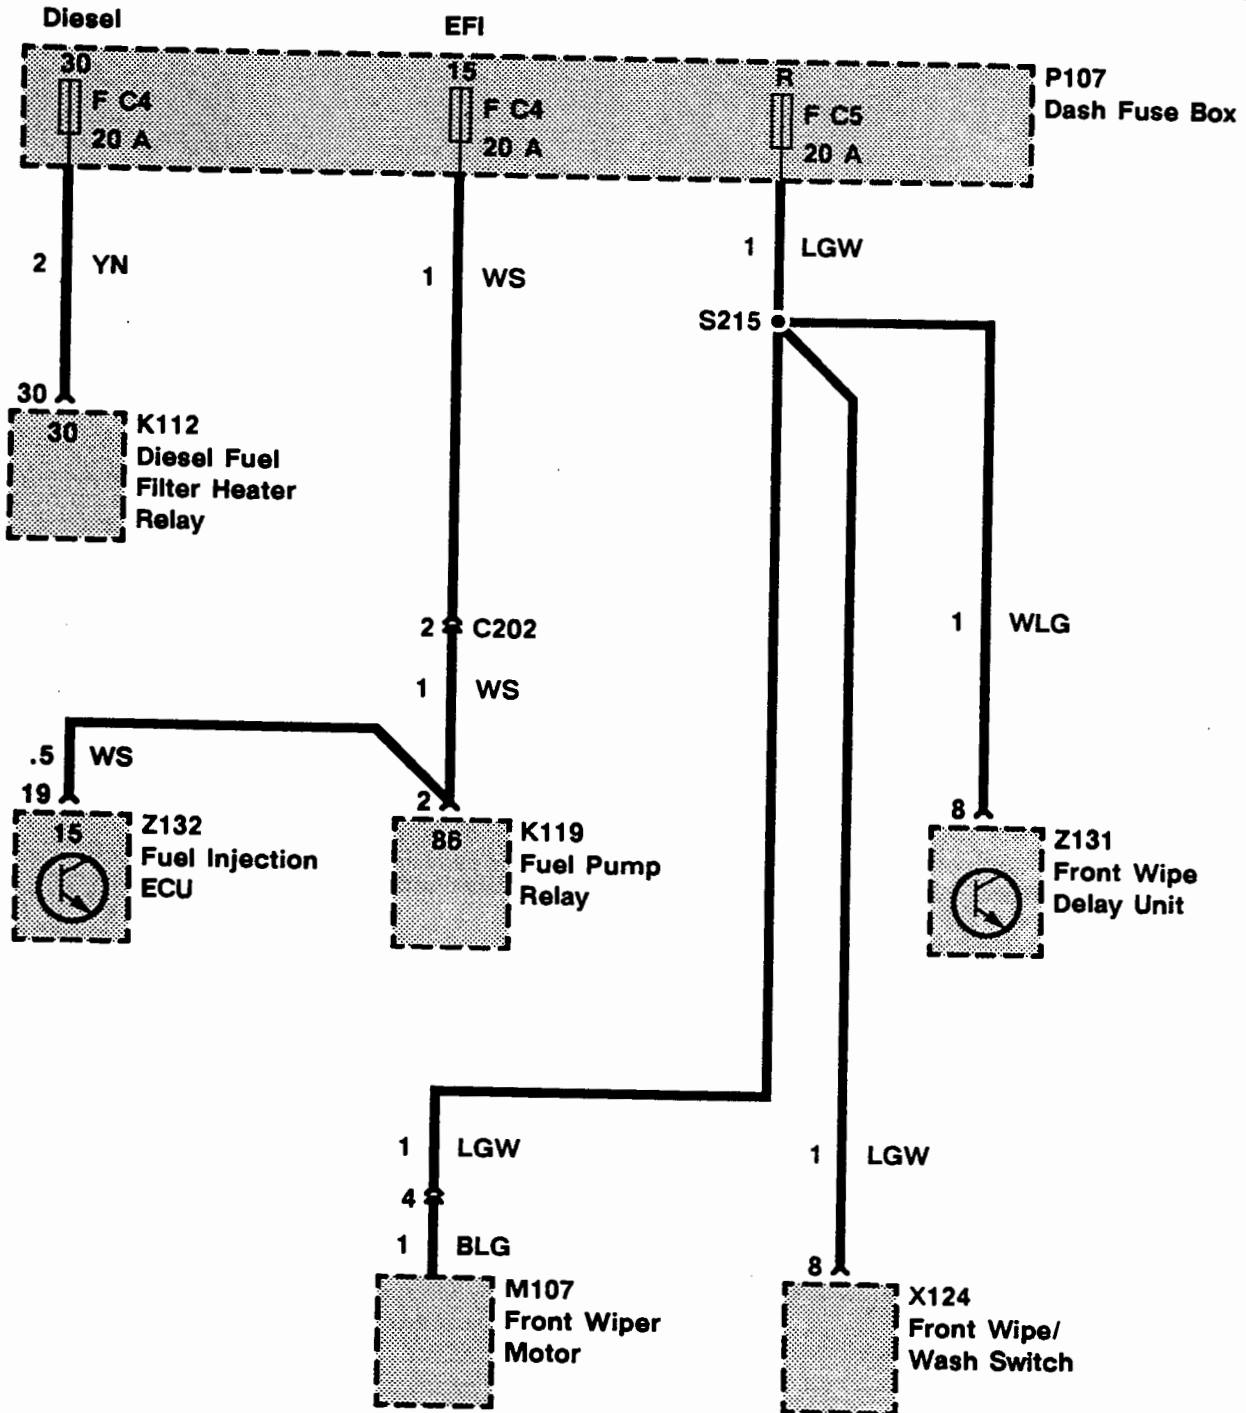 Diesel
EFI
30
F C4
20 A
15
F C4
20 A
R
F C5
20 A
P107
Dash Fuse Box
2 YN
1 WS
1 LGW
S215
30
30
K112
Diesel Fuel
Filter Heater
Relay
2 C202
1 WS
1 WLG
.5 WS
19
15
Z132
Fuel Injection
ECU
2
86
K119
Fuel Pump
Relay
8
Z131
Front Wipe
Delay Unit
1 LGW
4
1 BLG
M107
Front Wiper
Motor
1 LGW
8
X124
Front Wipe/
Wash Switch